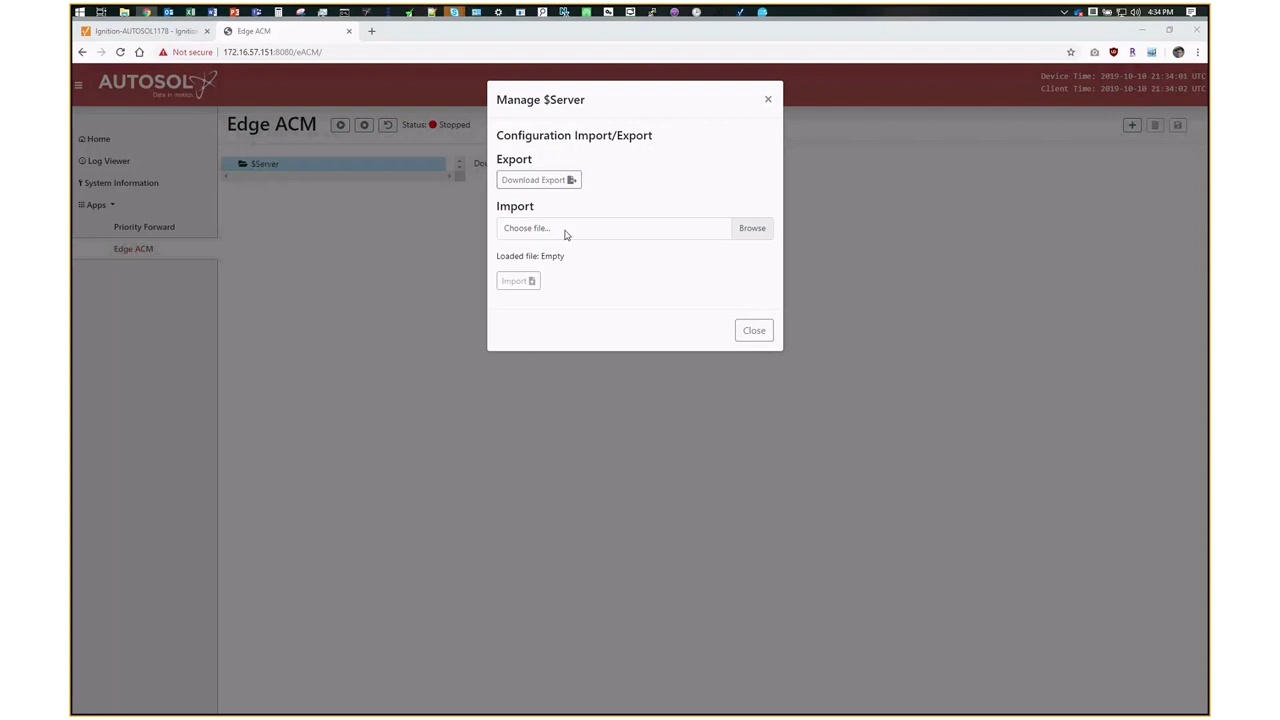 4:34 PM
Ignition-AUTOSOL1178 - Ignition
Edge ACM
Not secure
172.16.57.151:8080/eACM/
AUTOSOL
Data in motion.
Device Time: 2019-10-10 21:34:01 UTC
Client Time: 2019-10-10 21:34:02 UTC
Home
Log Viewer
System Information
Apps
Priority Forward
Edge ACM
Edge ACM
Status: Stopped
$Server
Manage $Server
Configuration Import/Export
Export
Download Export
Import
Choose file...
Browse
Loaded file: Empty
Import
Close